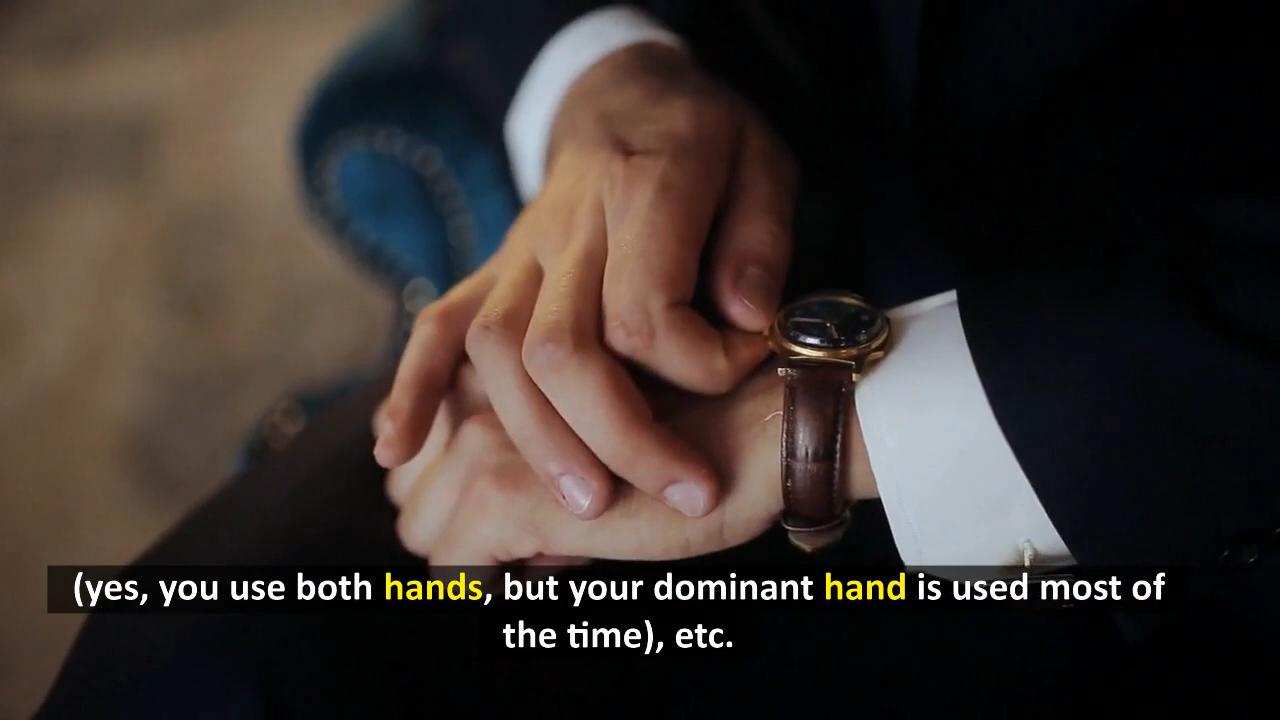 (yes, you use both hands, but your dominant hand is used most of
the time), etc.